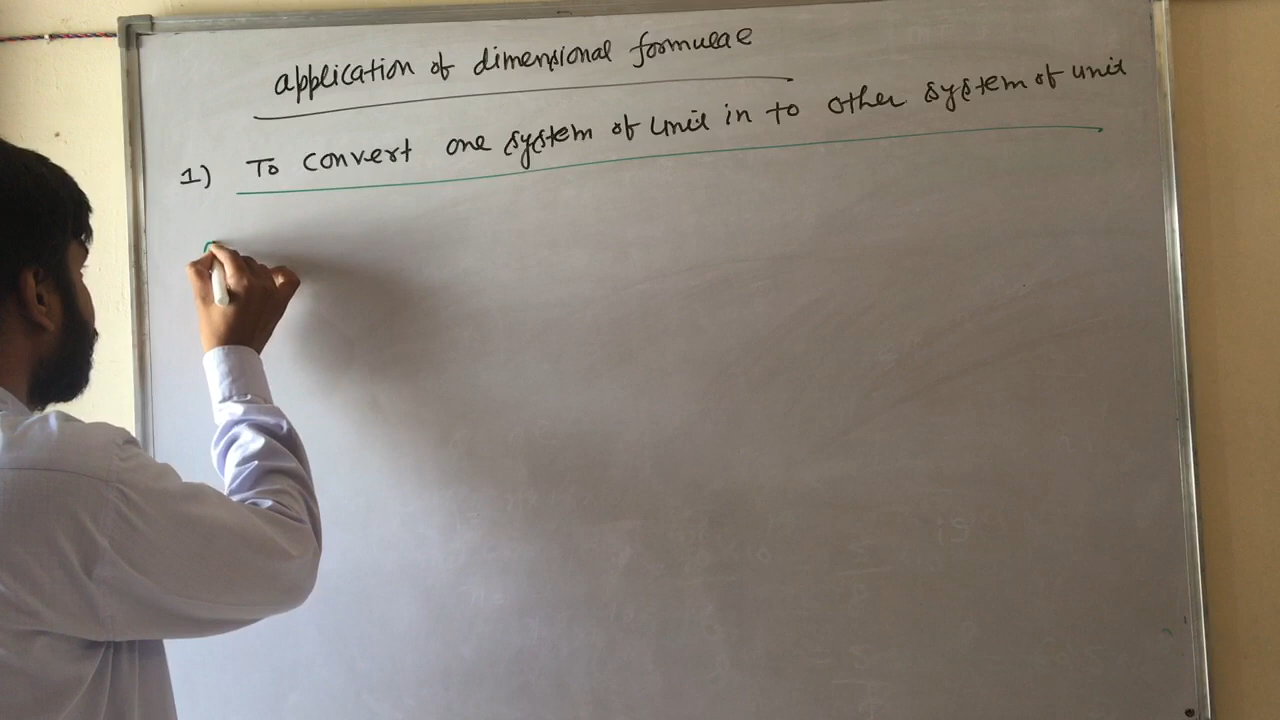 application of dimensional formulae
1) To convert one system of unit in to other system of unit